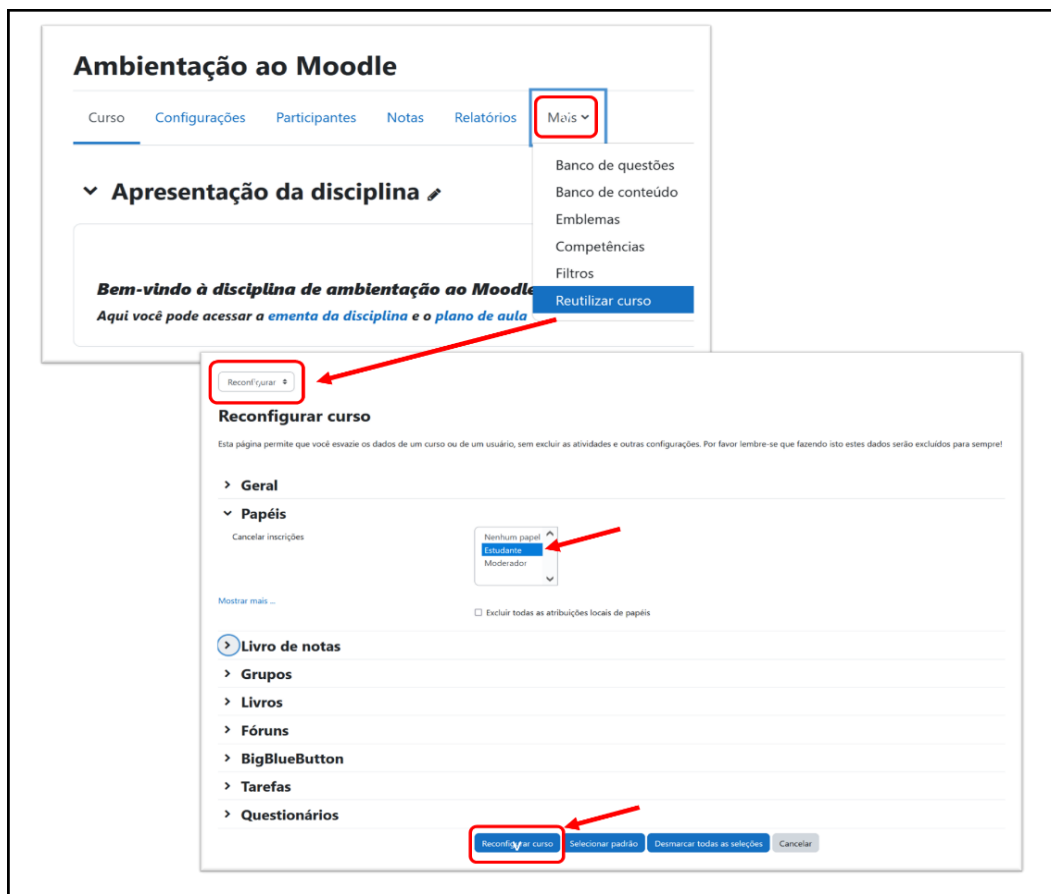 Ambientação ao Moodle
Curso Configurações Participantes Notas Relatórios Mais
Apresentação da disciplina
Banco de questões
Banco de conteúdo
Emblemas
Competências
Filtros
Reutilizar curso
Bem-vindo à disciplina de ambientação ao Moodle
Aqui você pode acessar a ementa da disciplina e o plano de aula
Reconfigurar
Reconfigurar curso
Esta página permite que você esvazie os dados de um curso ou de um usuário, sem excluir as atividades e outras configurações. Por favor lembre-se que fazendo isto estes dados serão excluídos para sempre!
Geral
Papéis
Cancelar inscrições
Nenhum papel
Estudante
Moderador
Mostrar mais ...
Excluir todas as atribuições locais de papéis
Livro de notas
Grupos
Livros
Fóruns
BigBlueButton
Tarefas
Questionários
Reconfigurar curso Selecionar padrão Desmarcar todas as seleções Cancelar